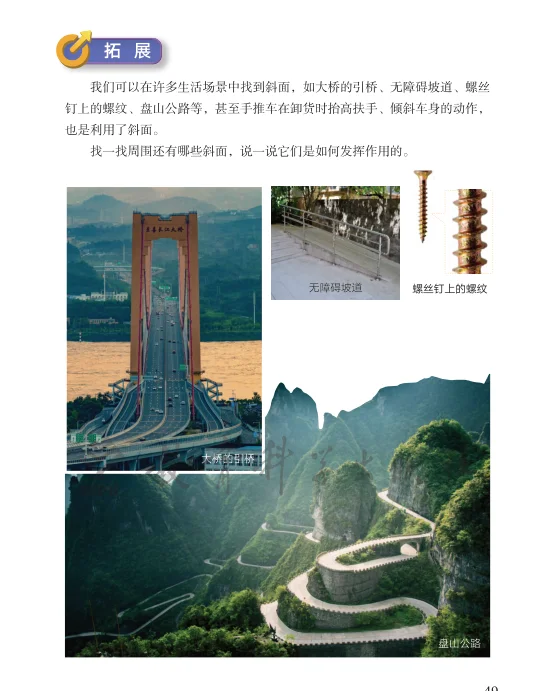 拓展
我们可以在许多生活场景中找到斜面，如大桥的引桥、无障碍坡道、螺丝
钉上的螺纹、盘山公路等，甚至手推车在卸货时抬高扶手、倾斜车身的动作，
也是利用了斜面。
找一找周围还有哪些斜面，说一说它们是如何发挥作用的。
无障碍坡道
螺丝钉上的螺纹
大桥的引桥
盘山公路